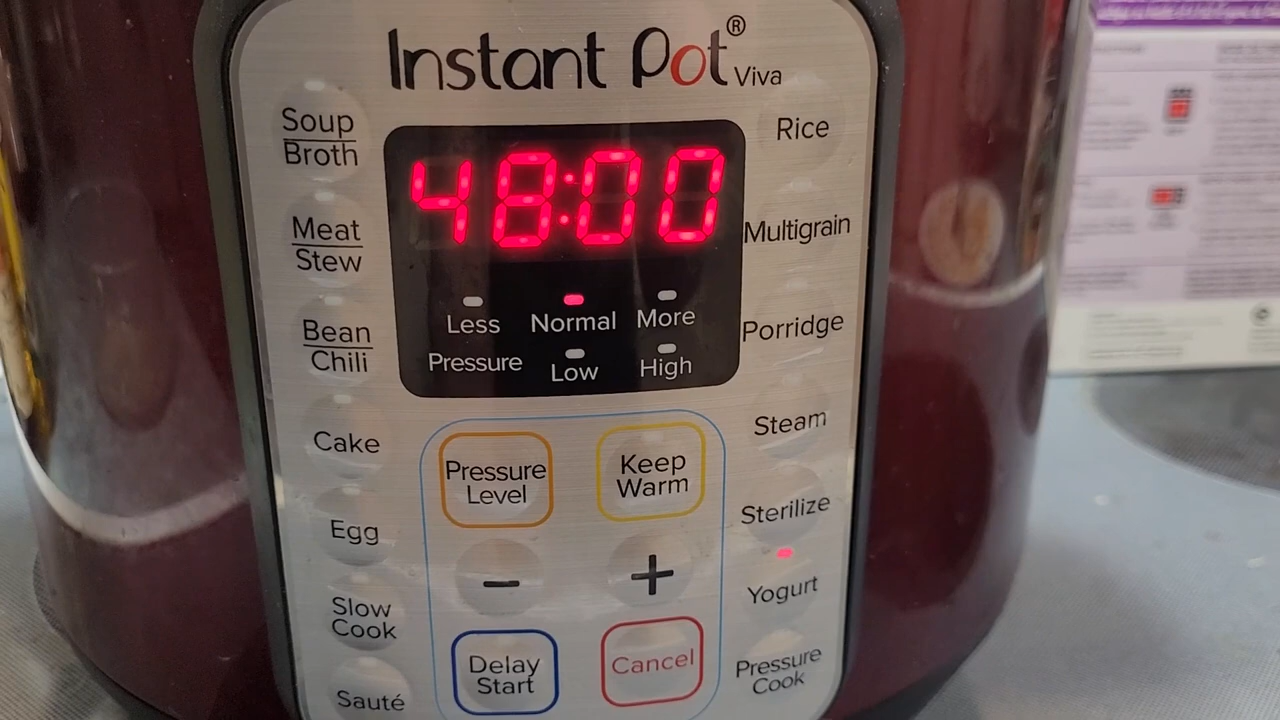 Instant Pot® Viva
Soup
Broth
Meat
Stew
Bean
Chili
Cake
Egg
Slow
Cook
Sauté
48:00
Less Normal More
Pressure Low High
Pressure
Level
Keep
Warm
−
+
Delay
Start
Cancel
Rice
Multigrain
Porridge
Steam
Sterilize
Yogurt
Pressure
Cook